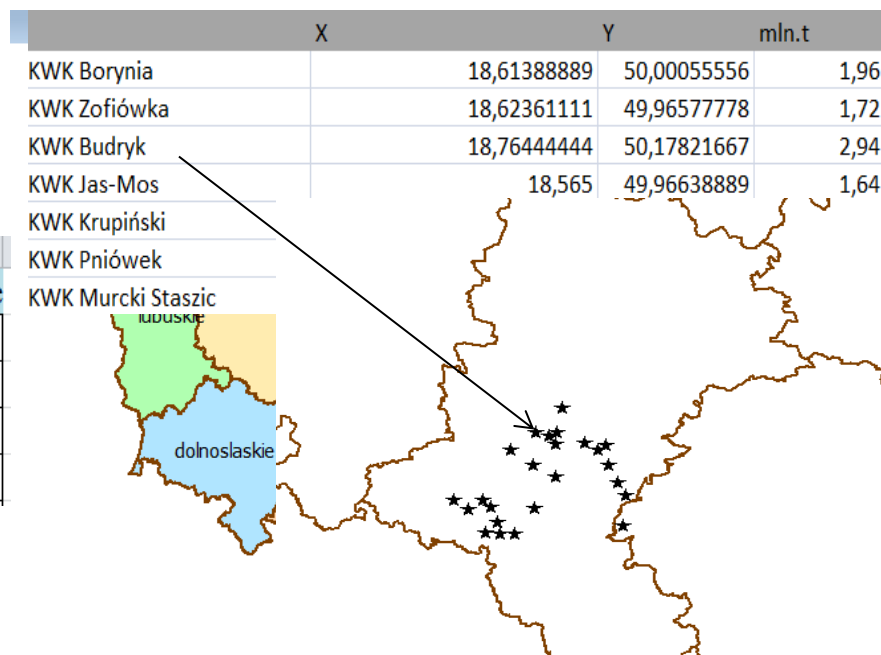 X Y mln.t
KWK Borynia 18,61388889 50,00055556 1,96
KWK Zofiówka 18,62361111 49,96577778 1,72
KWK Budryk 18,76444444 50,17821667 2,94
KWK Jas-Mos 18,565 49,96638889 1,64
KWK Krupiński
KWK Pniówek
KWK Murcki Staszic
lubuskie
dolnoslaskie